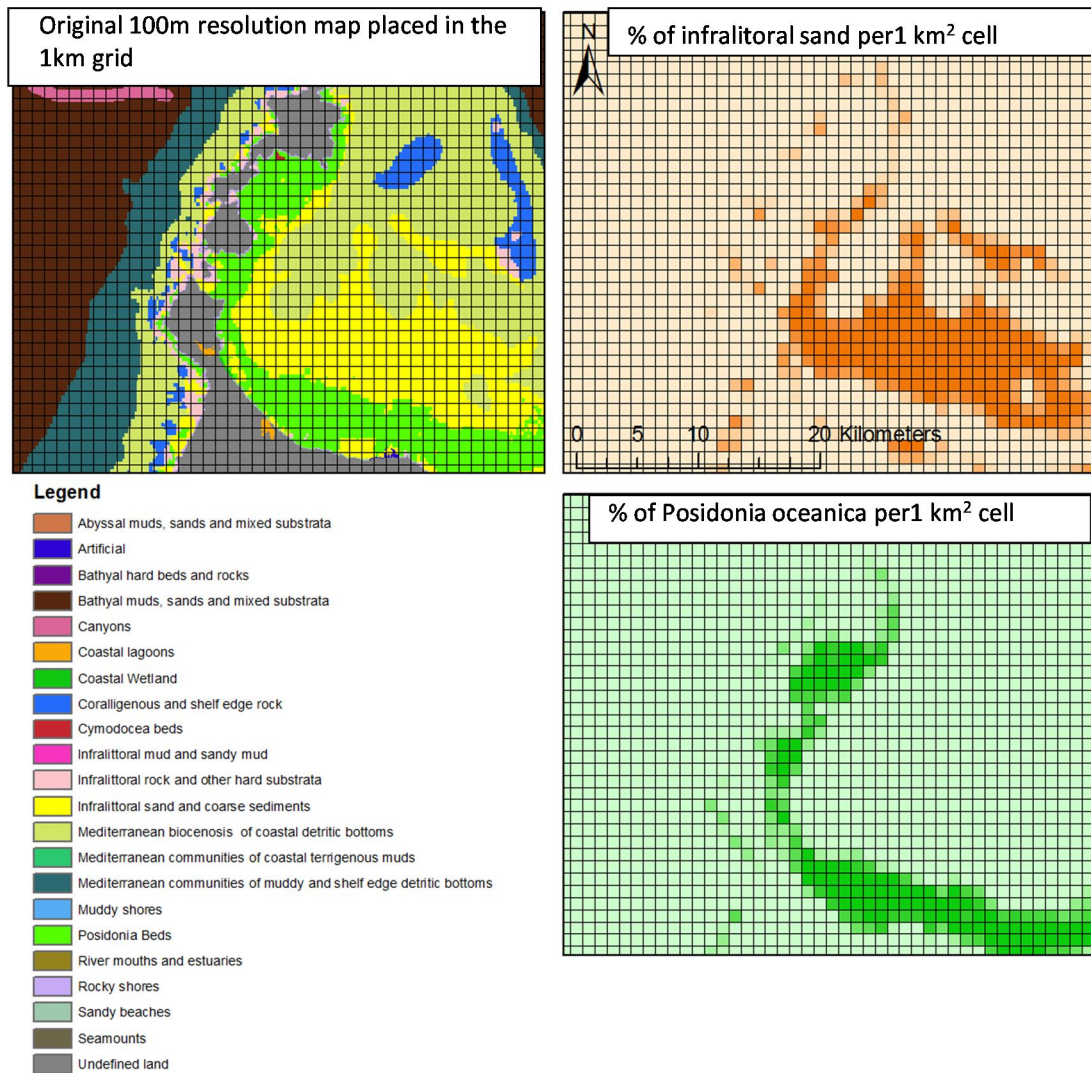 Original 100m resolution map placed in the
1km grid
% of infralitoral sand per1 km² cell
N
0 5 10 20 Kilometers
% of Posidonia oceanica per1 km² cell
Legend
Abyssal muds, sands and mixed substrata
Artificial
Bathyal hard beds and rocks
Bathyal muds, sands and mixed substrata
Canyons
Coastal lagoons
Coastal Wetland
Coralligenous and shelf edge rock
Cymodocea beds
Infralittoral mud and sandy mud
Infralittoral rock and other hard substrata
Infralittoral sand and coarse sediments
Mediterranean biocenosis of coastal detritic bottoms
Mediterranean communities of coastal terrigenous muds
Mediterranean communities of muddy and shelf edge detritic bottoms
Muddy shores
Posidonia Beds
River mouths and estuaries
Rocky shores
Sandy beaches
Seamounts
Undefined land